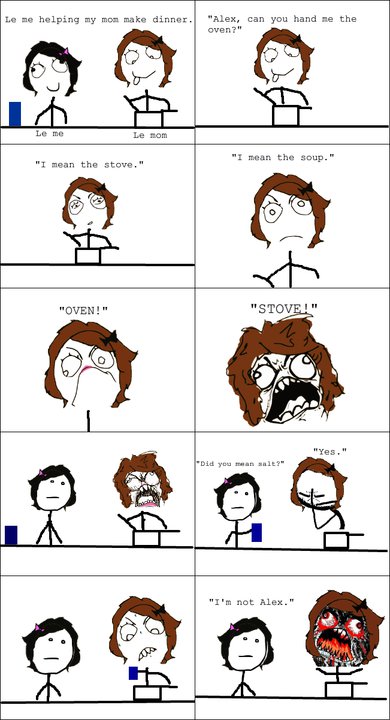 Le me helping my mom make dinner.
Le me
Le mom
"Alex, can you hand me the
oven?"
"I mean the stove."
"I mean the soup."
"OVEN!"
"STOVE!"
"Did you mean salt?"
"Yes."
"I'm not Alex."